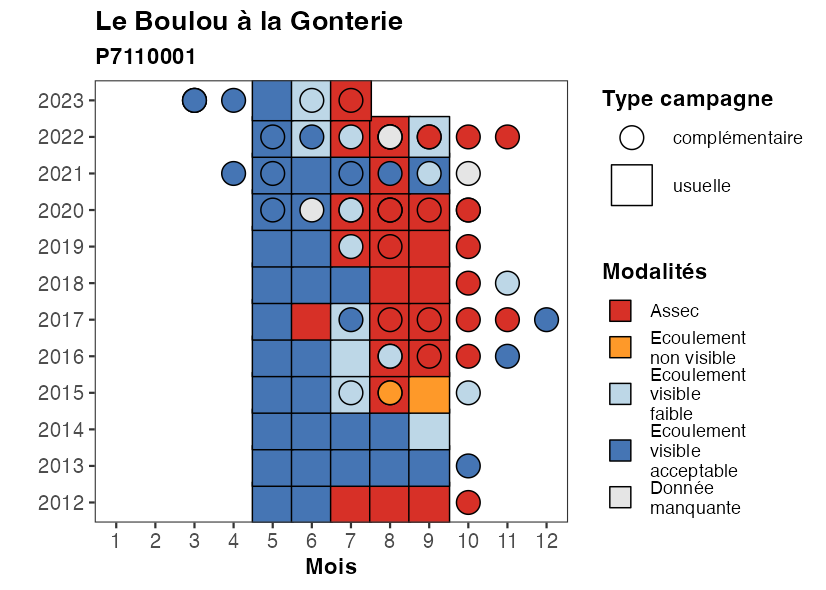 Le Boulou à la Gonterie
P7110001
2023
2022
2021
2020
2019
2018
2017
2016
2015
2014
2013
2012
1 2 3 4 5 6 7 8 9 10 11 12
Mois
Type campagne
complémentaire
usuelle
Modalités
Assec
Ecoulement
non visible
Ecoulement
visible
faible
Ecoulement
visible
acceptable
Donnée
manquante